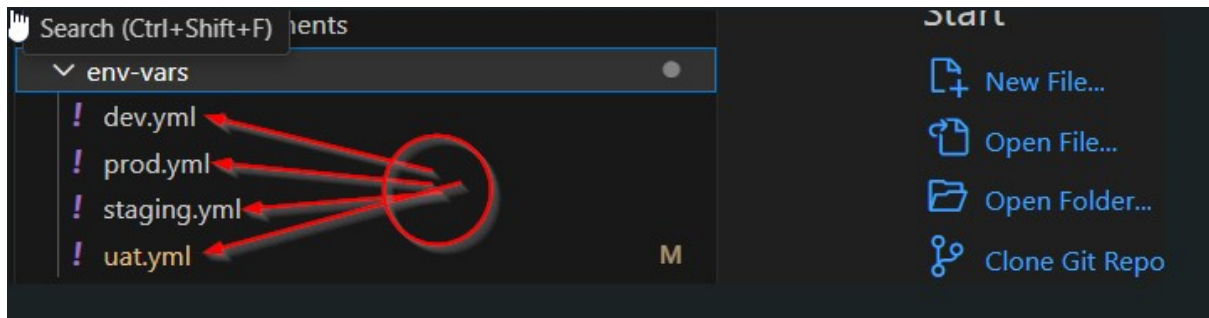 Search (Ctrl+Shift+F)
Start
env-vars
New File...
! dev.yml
Open File...
! prod.yml
Open Folder...
! staging.yml
Clone Git Repo
! uat.yml M